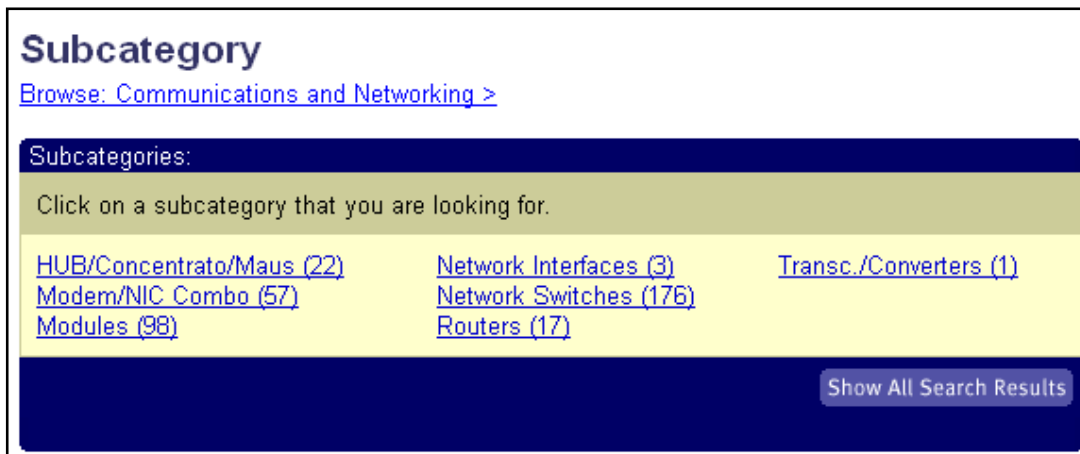 Subcategory
Browse: Communications and Networking >
Subcategories:
Click on a subcategory that you are looking for.
HUB/Concentrato/Maus (22)
Modem/NIC Combo (57)
Modules (98)
Network Interfaces (3)
Network Switches (176)
Routers (17)
Transc./Converters (1)
Show All Search Results